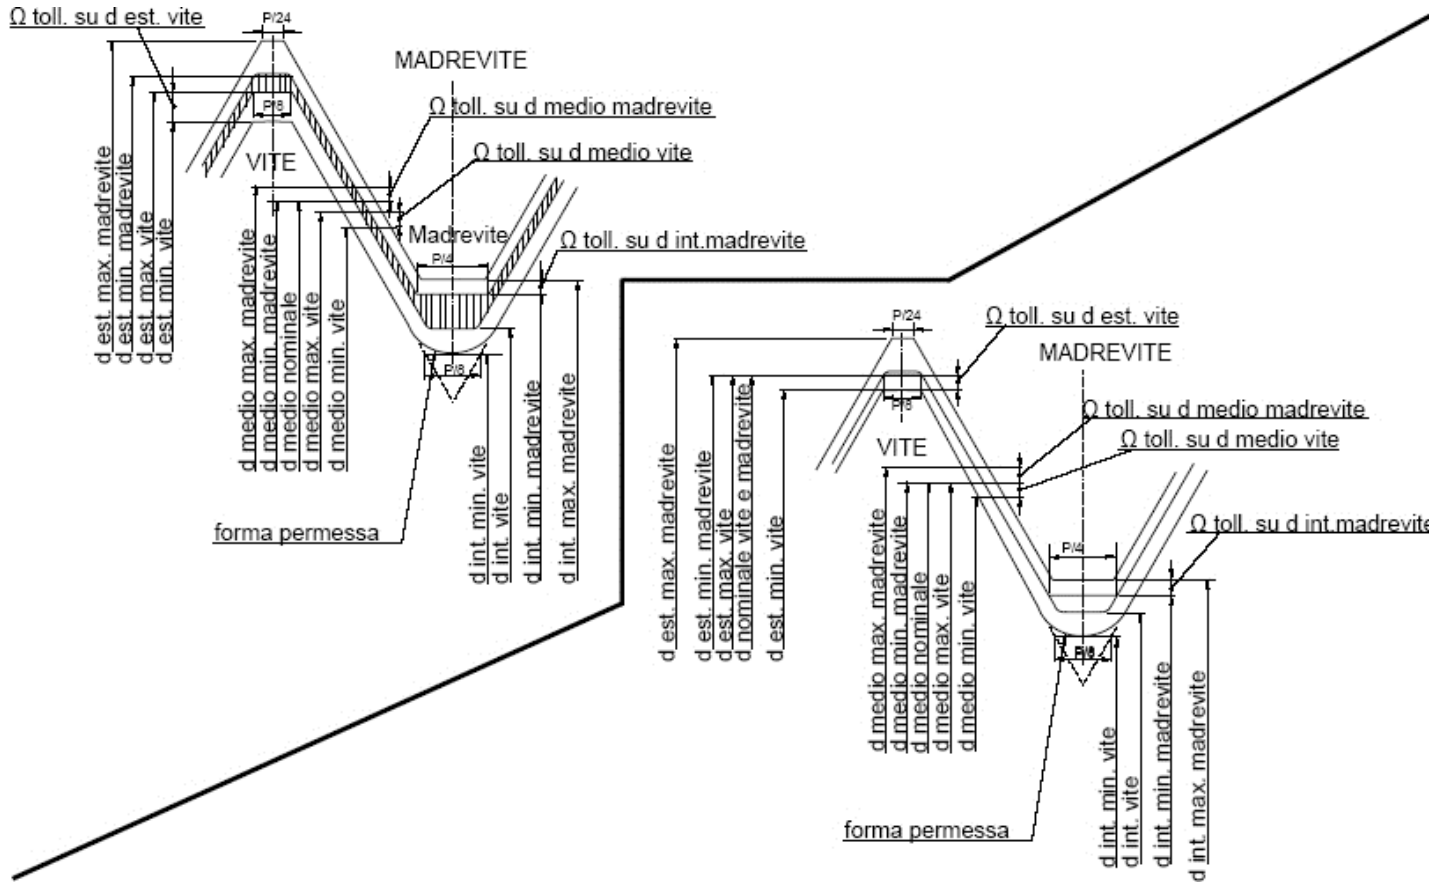 Ω toll. su d est. vite
P/24
MADREVITE
P/8
Ω toll. su d medio madrevite
Ω toll. su d medio vite
VITE
Madrevite
Ω toll. su d int.madrevite
P/4
d est. max. madrevite
d est. min. madrevite
d est. max. vite
d est. min. vite
d medio max. madrevite
d medio min. madrevite
d medio nominale
d medio max. vite
d medio min. vite
P/8
d int. min. vite
d int. vite
d int. min. madrevite
d int. max. madrevite
forma permessa
P/24
Ω toll. su d est. vite
MADREVITE
P/8
Ω toll. su d medio madrevite
Ω toll. su d medio vite
VITE
Ω toll. su d int.madrevite
P/4
d est. max. madrevite
d est. min. madrevite
d est. max. vite
d nominale vite e madrevite
d est. min. vite
d medio max. madrevite
d medio min. madrevite
d medio nominale
d medio max. vite
d medio min. vite
d int. min. vite
d int. vite
d int. min. madrevite
d int. max. madrevite
forma permessa